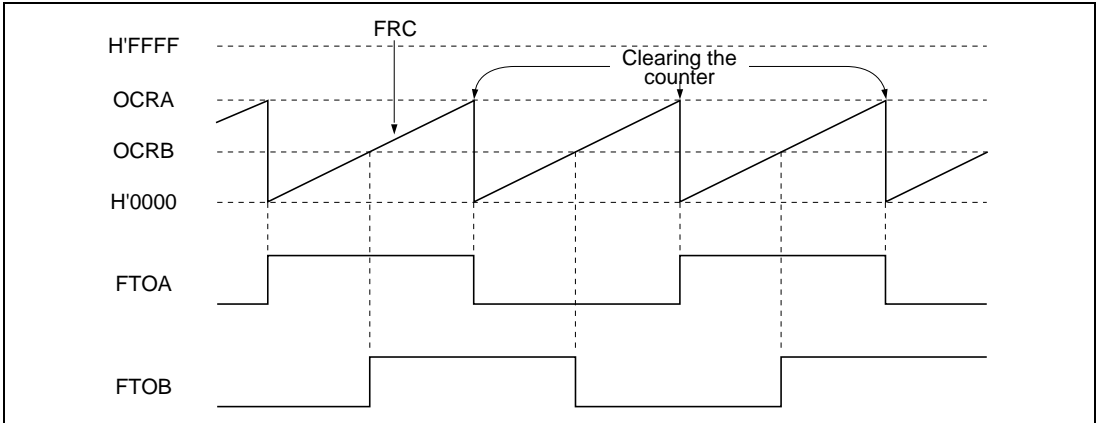 FRC
H'FFFF
Clearing the
counter
OCRA
OCRB
H'0000
FTOA
FTOB